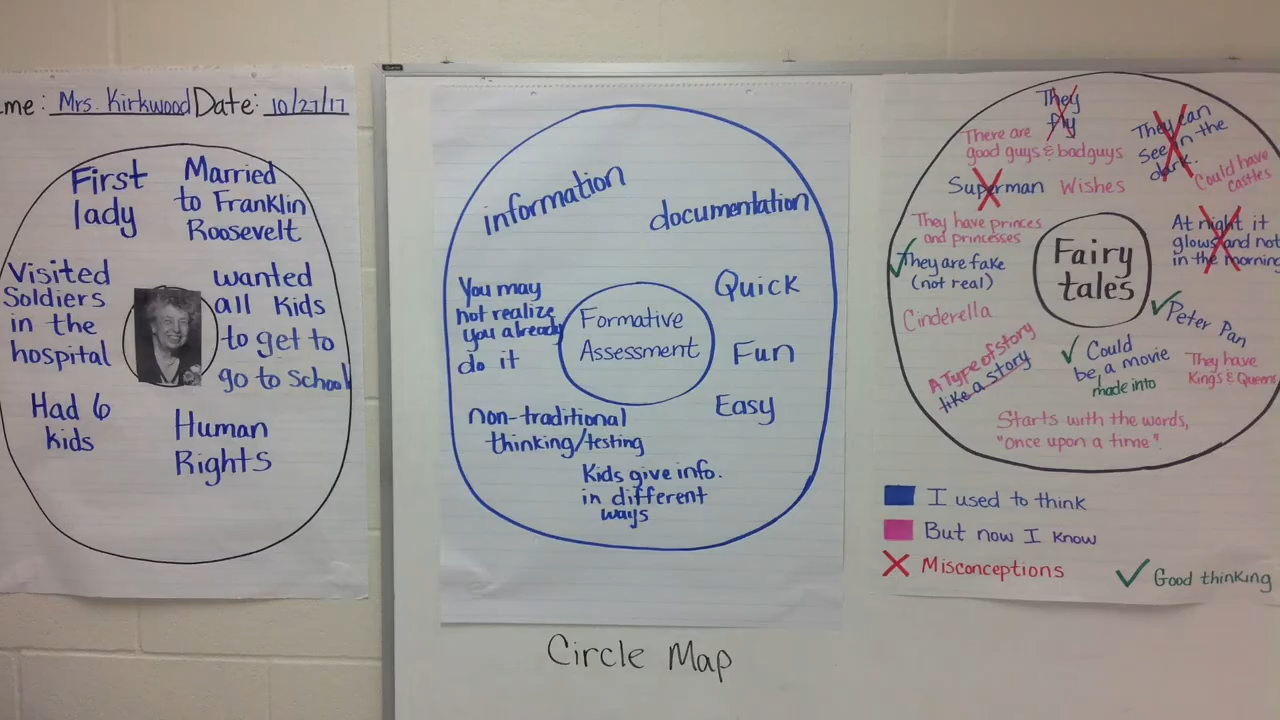 me: Mrs. Kirkwood Date: 10/27/17
First
lady
Married
to Franklin
Roosevelt
Visited
Soldiers
in the
hospital
wanted
all kids
to get to
go to School
Had 6
kids
Human
Rights
information
documentation
You may
not realize
you already
do it
Quick
Formative
Assessment
Fun
Easy
non-traditional
thinking/testing
Kids give info.
in different
ways
Circle Map
They
fly
There are
good guys & bad guys
They can
see in the
dark.
Could have
castles
Superman
Wishes
They have princes
and princesses
At night it
glows and not
in the morning
Fairy
tales
They are fake
(not real)
Cinderella
Peter Pan
A Type of story
like a story
Could
be a movie
made into
They have
Kings & Queens
Starts with the words,
"once upon a time".
I used to think
But now I know
Misconceptions
Good thinking